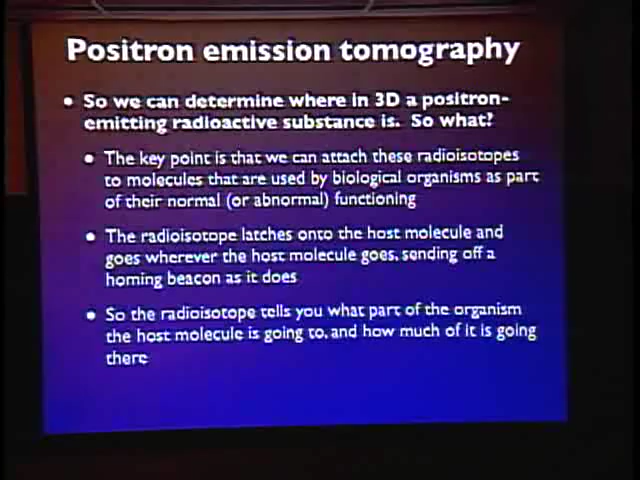 Positron emission tomography
• So we can determine where in 3D a positron-
emitting radioactive substance is. So what?
• The key point is that we can attach these radioisotopes
to molecules that are used by biological organisms as part
of their normal (or abnormal) functioning
• The radioisotope latches onto the host molecule and
goes wherever the host molecule goes, sending off a
homing beacon as it does
• So the radioisotope tells you what part of the organism
the host molecule is going to, and how much of it is going
there